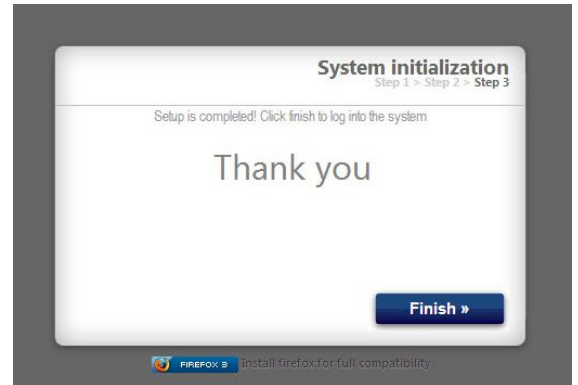 System initialization
Step 1 > Step 2 > Step 3
Setup is completed! Click finish to log into the system
Thank you
Finish »
FIREFOX 3 Install firefox for full compatibility